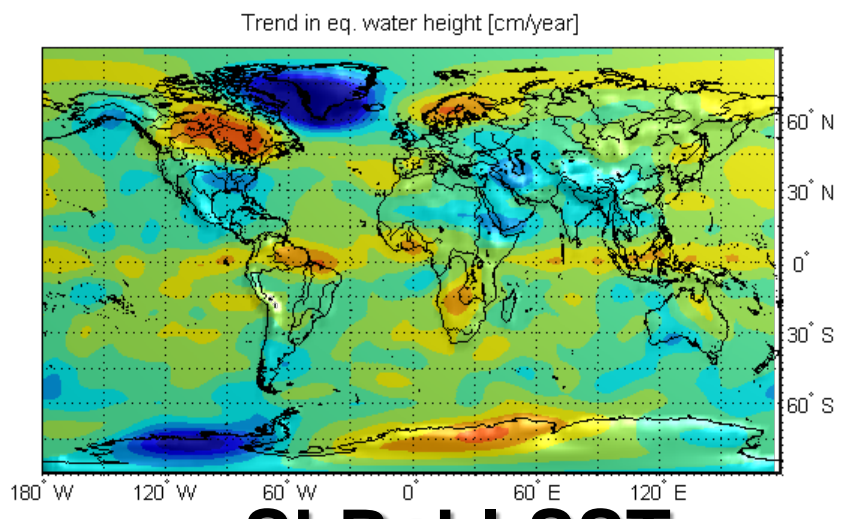 Trend in eq. water height [cm/year]
60° N
30° N
0°
30° S
60° S
180° W 120° W 60° W 0° 60° E 120° E